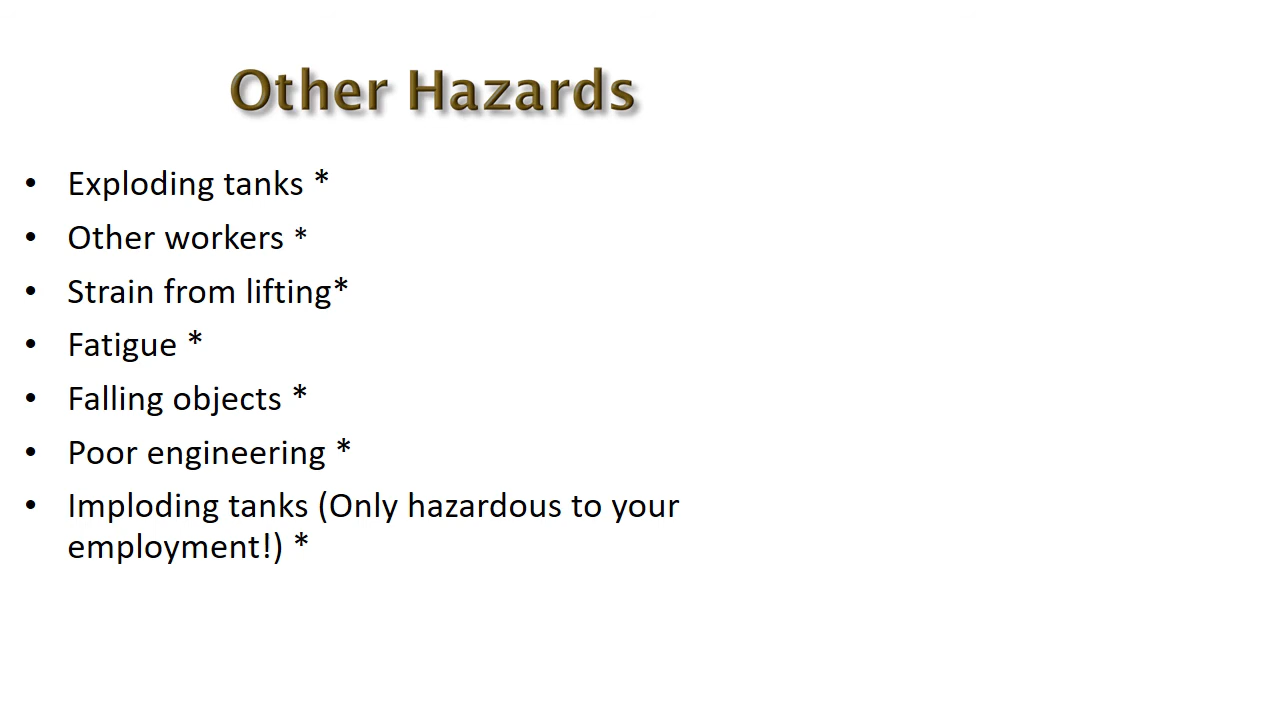 Other Hazards
• Exploding tanks *
• Other workers *
• Strain from lifting*
• Fatigue *
• Falling objects *
• Poor engineering *
• Imploding tanks (Only hazardous to your
employment!) *